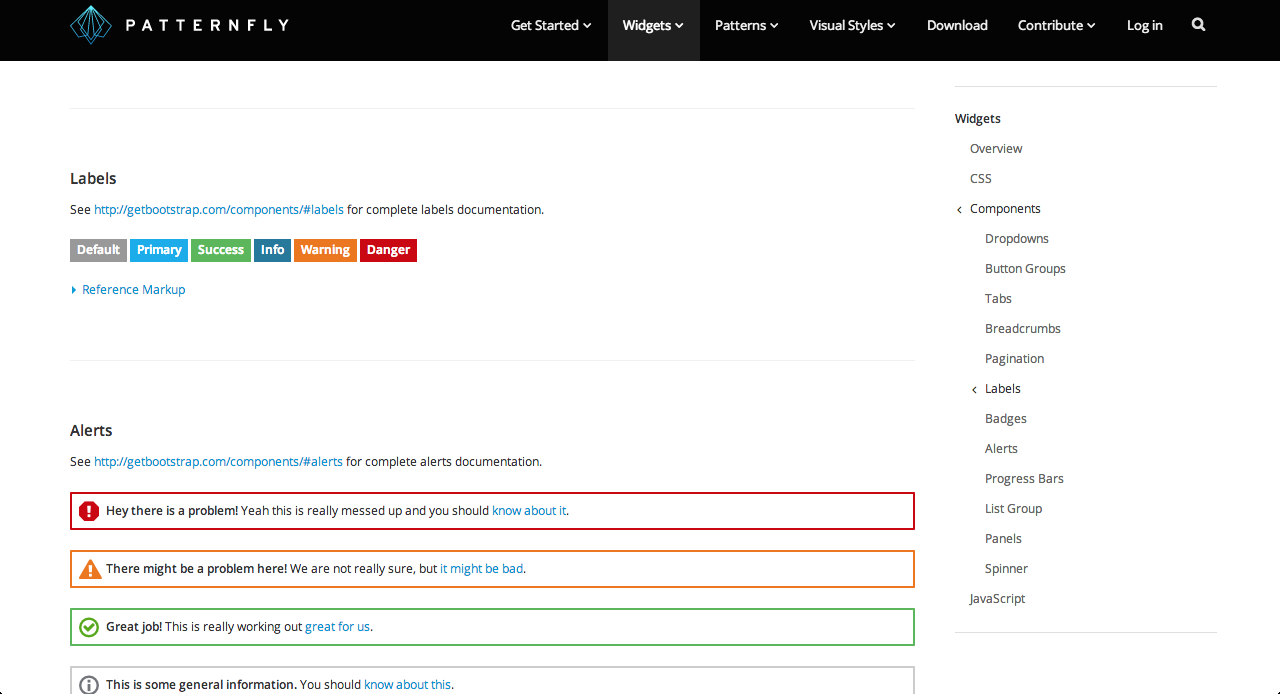 PATTERNFLY
Get Started Widgets Patterns Visual Styles Download Contribute Log in
Labels
See http://getbootstrap.com/components/#labels for complete labels documentation.
Default Primary Success Info Warning Danger
Reference Markup
Alerts
See http://getbootstrap.com/components/#alerts for complete alerts documentation.
Hey there is a problem! Yeah this is really messed up and you should know about it.
There might be a problem here! We are not really sure, but it might be bad.
Great job! This is really working out great for us.
This is some general information. You should know about this.
Widgets
Overview
CSS
Components
Dropdowns
Button Groups
Tabs
Breadcrumbs
Pagination
Labels
Badges
Alerts
Progress Bars
List Group
Panels
Spinner
JavaScript